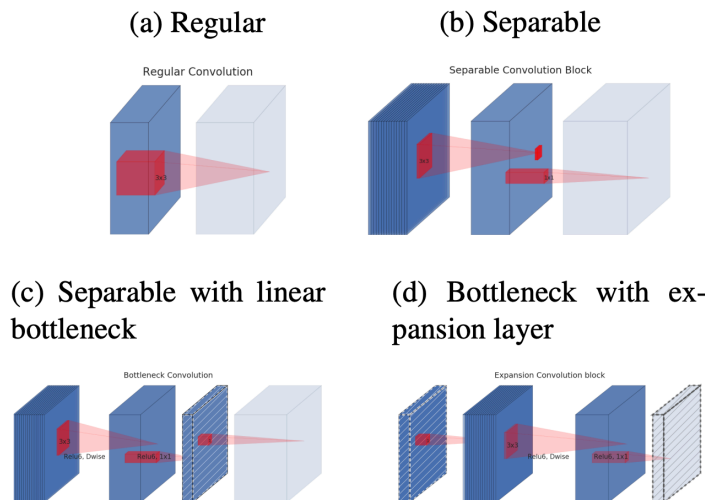 (a) Regular
(b) Separable
Regular Convolution
Separable Convolution Block
3x3
3x3
1x1
(c) Separable with linear
bottleneck
(d) Bottleneck with ex-
pansion layer
Bottleneck Convolution
Expansion Convolution block
3x3
Relu6, Dwise
Relu6, 1x1
3x3
Relu6, Dwise
Relu6, 1x1